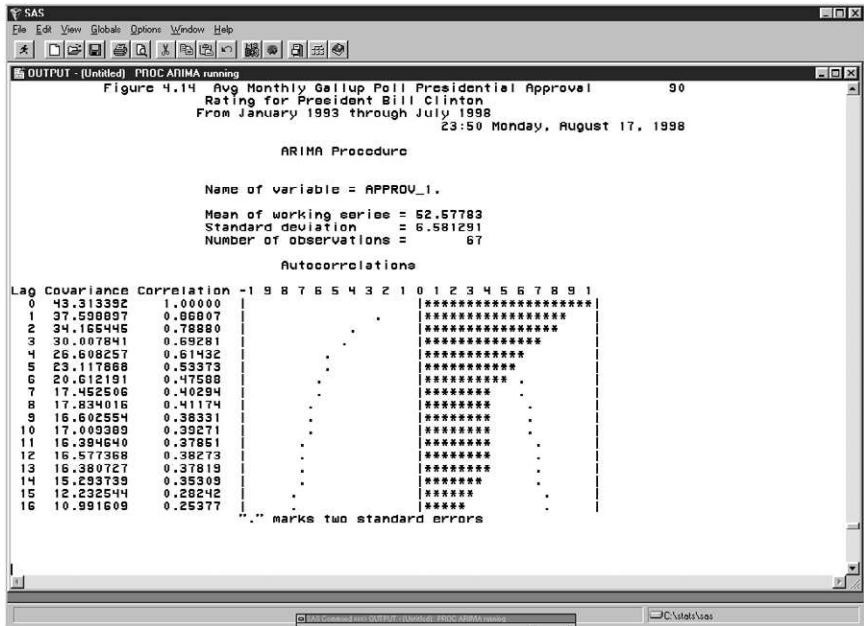 SAS
File Edit View Globals Options Window Help
OUTPUT - (Untitled) PROC ARIMA running
Figure 4.14 Avg Monthly Gallup Poll Presidential Approval 90
Rating for President Bill Clinton
From January 1993 through July 1998
23:50 Monday, August 17, 1998
ARIMA Procedure
Name of variable = APPROV_1.
Mean of working series = 52.57783
Standard deviation = 6.581291
Number of observations = 67
Autocorrelations
Lag Covariance Correlation -1 9 8 7 6 5 4 3 2 1 0 1 2 3 4 5 6 7 8 9 1
0 43.313392 1.00000 | |********************|
1 37.598897 0.86807 | . |***************** |
2 34.165445 0.78880 | . |**************** |
3 30.007841 0.69281 | . |************** |
4 26.608257 0.61432 | . |************ |
5 23.117868 0.53373 | . |*********** |
6 20.612191 0.47588 | . |********** . |
7 17.452506 0.40294 | . |******** . |
8 17.834016 0.41174 | . |******** . |
9 16.602554 0.38331 | . |******** . |
10 17.009389 0.39271 | . |******** . |
11 16.394640 0.37851 | . |******** . |
12 16.577368 0.38273 | . |******** . |
13 16.380727 0.37819 | . |******** . |
14 15.293739 0.35309 | . |******* . |
15 12.232544 0.28242 | . |****** . |
16 10.991609 0.25377 | . |***** . |
"." marks two standard errors
C:\stats\sas